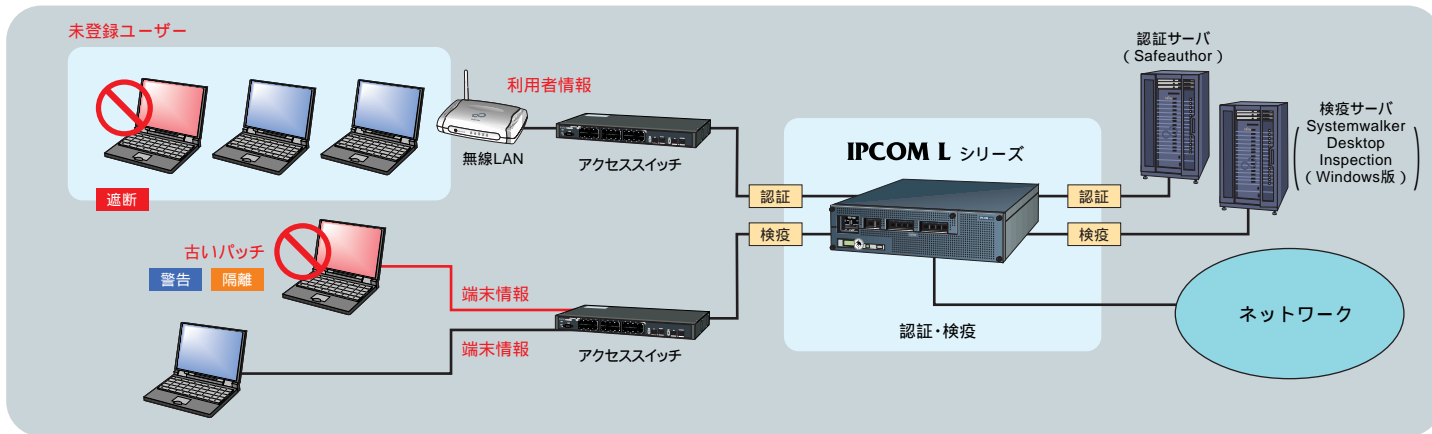 未登録ユーザー
利用者情報
無線LAN
アクセススイッチ
遮断
古いパッチ
警告 隔離
端末情報
端末情報
アクセススイッチ
認証
検疫
IPCOM L シリーズ
認証・検疫
認証
検疫
認証サーバ
(Safeauthor)
検疫サーバ
Systemwalker
Desktop
Inspection
(Windows版)
ネットワーク